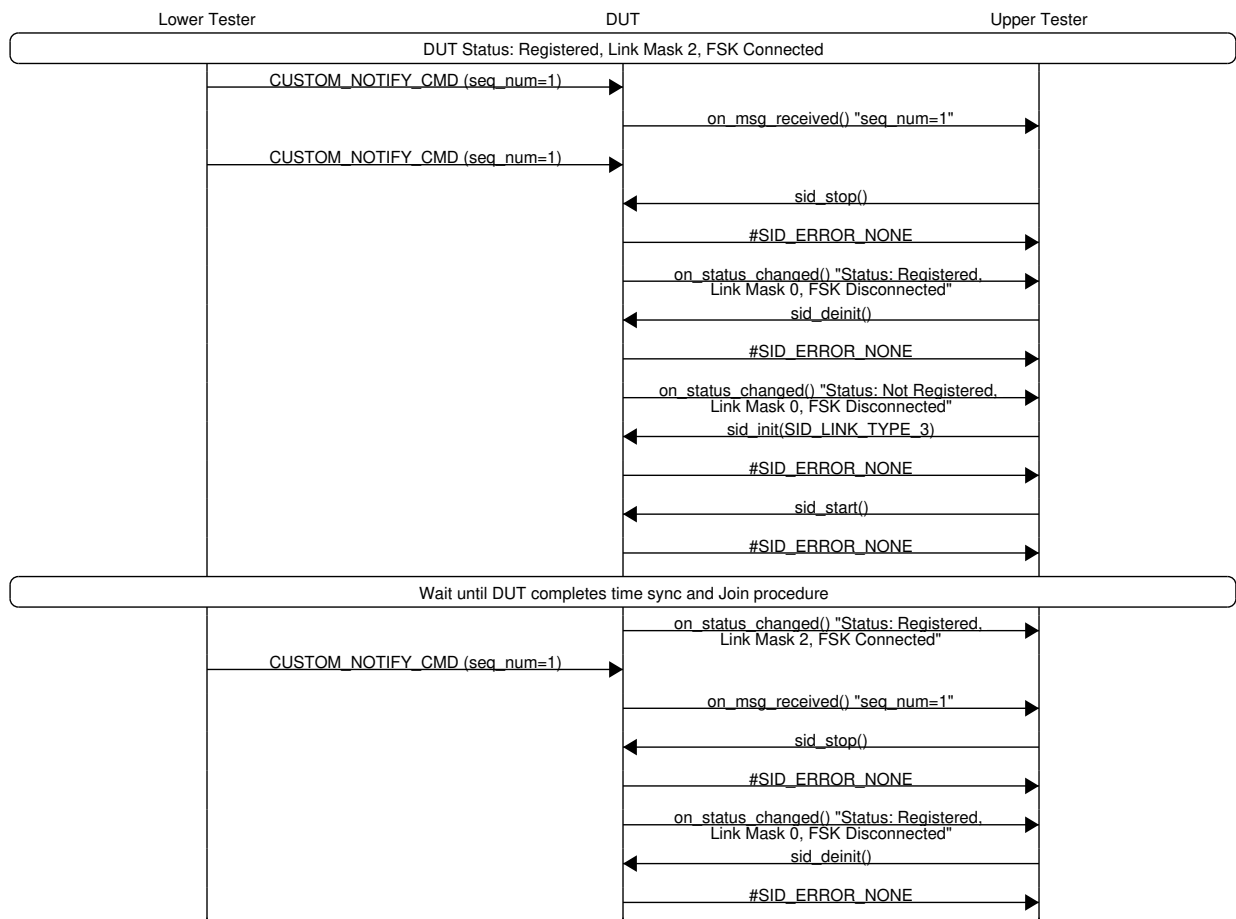 Lower Tester DUT Upper Tester
DUT Status: Registered, Link Mask 2, FSK Connected
CUSTOM_NOTIFY_CMD (seq_num=1)
on_msg_received() "seq_num=1"
CUSTOM_NOTIFY_CMD (seq_num=1)
sid_stop()
#SID_ERROR_NONE
on_status_changed() "Status: Registered,
Link Mask 0, FSK Disconnected"
sid_deinit()
#SID_ERROR_NONE
on_status_changed() "Status: Not Registered,
Link Mask 0, FSK Disconnected"
sid_init(SID_LINK_TYPE_3)
#SID_ERROR_NONE
sid_start()
#SID_ERROR_NONE
Wait until DUT completes time sync and Join procedure
on_status_changed() "Status: Registered,
Link Mask 2, FSK Connected"
CUSTOM_NOTIFY_CMD (seq_num=1)
on_msg_received() "seq_num=1"
sid_stop()
#SID_ERROR_NONE
on_status_changed() "Status: Registered,
Link Mask 0, FSK Disconnected"
sid_deinit()
#SID_ERROR_NONE